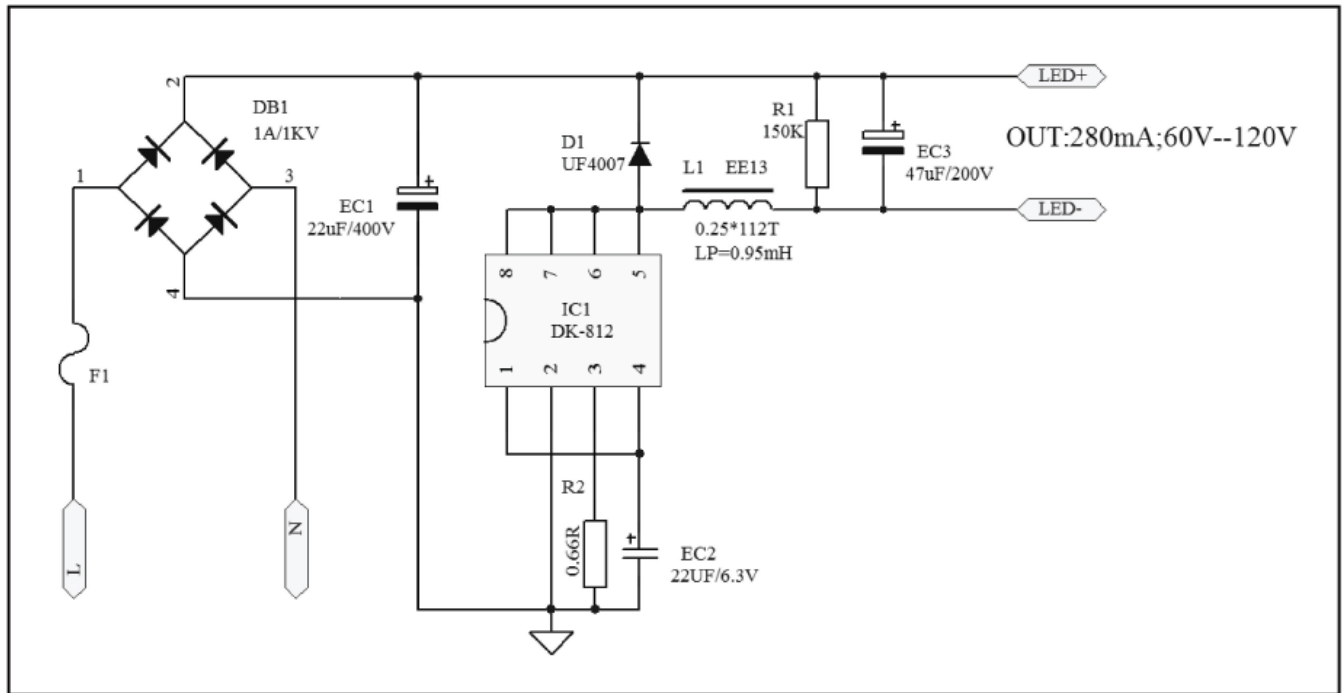 2
DB1
1A/1KV
1
3
4
F1
L
N
EC1
22uF/400V
+
D1
UF4007
L1 EE13
0.25*112T
LP=0.95mH
R1
150K
+
EC3
47uF/200V
LED+
OUT:280mA;60V--120V
LED-
8 7 6 5
IC1
DK-812
1 2 3 4
R2
0.66R
+
EC2
22UF/6.3V